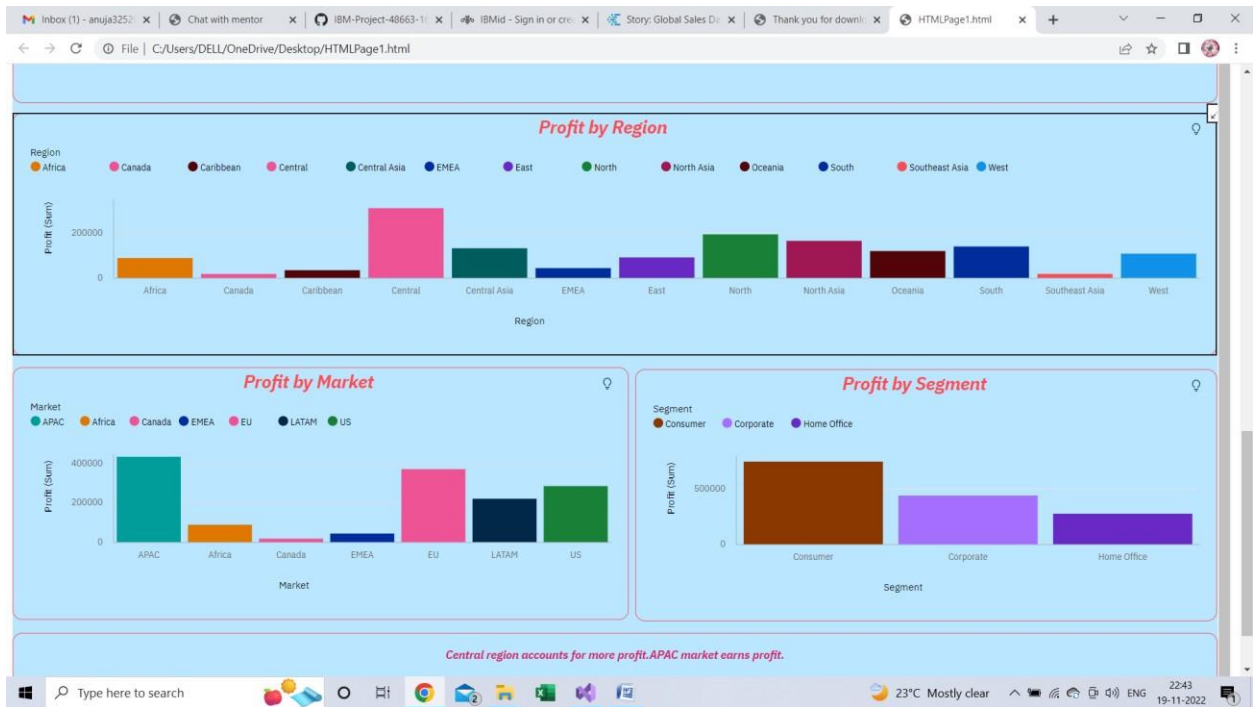 Inbox (1) - anuja3252
Chat with mentor
IBM-Project-48663-1
IBMid - Sign in or cre
Story: Global Sales Da
Thank you for downlo
HTMLPage1.html
File | C:/Users/DELL/OneDrive/Desktop/HTMLPage1.html
Profit by Region
Region
Africa Canada Caribbean Central Central Asia EMEA East North North Asia Oceania South Southeast Asia West
Profit (Sum)
200000
0
Africa Canada Caribbean Central Central Asia EMEA East North North Asia Oceania South Southeast Asia West
Region
Profit by Market
Market
APAC Africa Canada EMEA EU LATAM US
Profit (Sum)
400000
200000
0
APAC Africa Canada EMEA EU LATAM US
Market
Profit by Segment
Segment
Consumer Corporate Home Office
Profit (Sum)
500000
0
Consumer Corporate Home Office
Segment
Central region accounts for more profit.APAC market earns profit.
Type here to search
2
23°C Mostly clear
ENG
22:43
19-11-2022
1